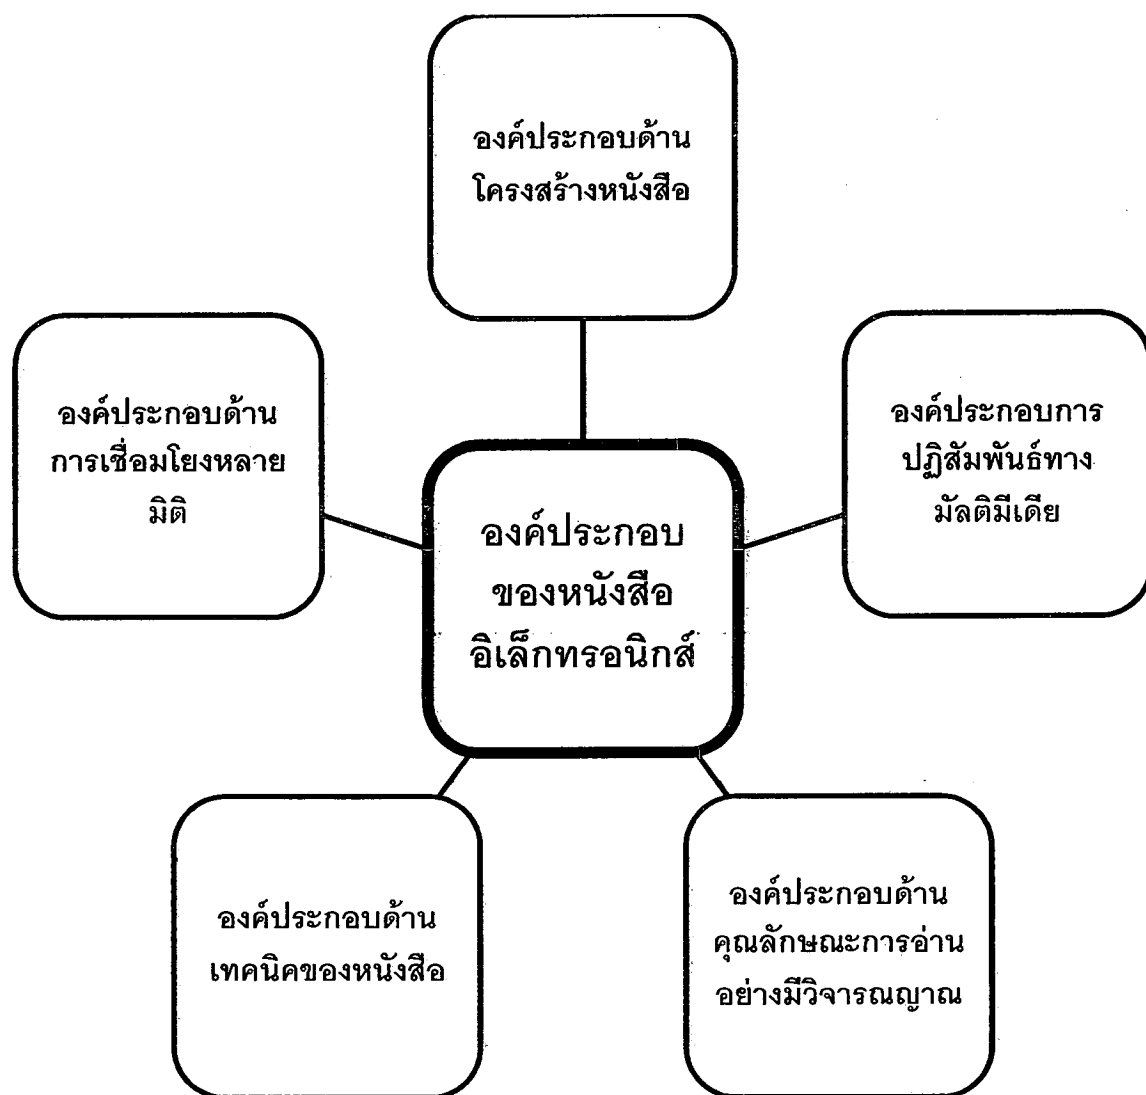 องค์ประกอบด้าน
โครงสร้างหนังสือ
องค์ประกอบด้าน
การเชื่อมโยงหลาย
มิติ
องค์ประกอบการ
ปฏิสัมพันธ์ทาง
มัลติมีเดีย
องค์ประกอบ
ของหนังสือ
อิเล็กทรอนิกส์
องค์ประกอบด้าน
เทคนิคของหนังสือ
องค์ประกอบด้าน
คุณลักษณะการอ่าน
อย่างมีวิจารณญาณ